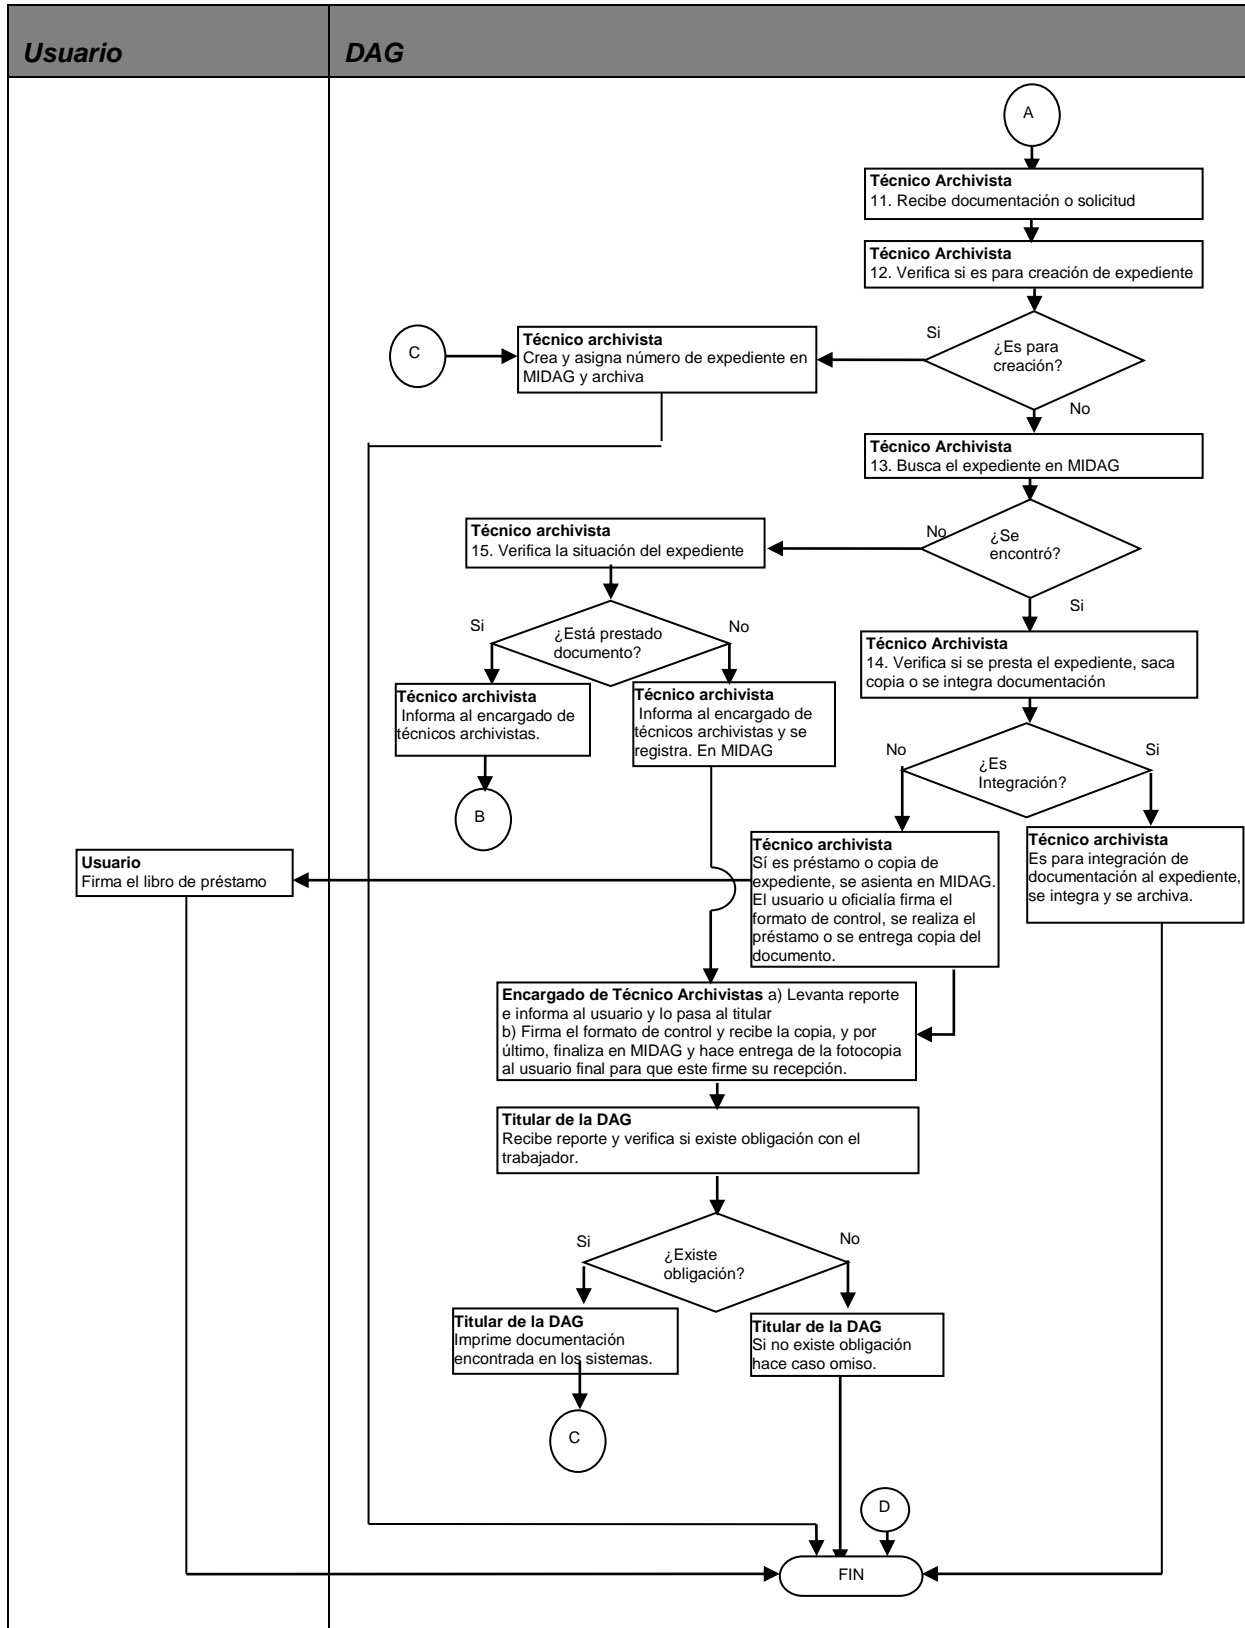 Usuario
DAG
A
Técnico Archivista
11. Recibe documentación o solicitud
Técnico Archivista
12. Verifica si es para creación de expediente
Si
¿Es para
creación?
No
C
Técnico archivista
Crea y asigna número de expediente en
MIDAG y archiva
Técnico Archivista
13. Busca el expediente en MIDAG
No
¿Se
encontró?
Si
Técnico archivista
15. Verifica la situación del expediente
Si
¿Está prestado
documento?
No
Técnico Archivista
14. Verifica si se presta el expediente, saca
copia o se integra documentación
Técnico archivista
Informa al encargado de
técnicos archivistas.
Técnico archivista
Informa al encargado de
técnicos archivistas y se
registra. En MIDAG
No
¿Es
Integración?
Si
B
Técnico archivista
Sí es préstamo o copia de
expediente, se asienta en MIDAG.
El usuario u oficialía firma el
formato de control, se realiza el
préstamo o se entrega copia del
documento.
Técnico archivista
Es para integración de
documentación al expediente,
se integra y se archiva.
Usuario
Firma el libro de préstamo
Encargado de Técnico Archivistas a) Levanta reporte
e informa al usuario y lo pasa al titular
b) Firma el formato de control y recibe la copia, y por
último, finaliza en MIDAG y hace entrega de la fotocopia
al usuario final para que este firme su recepción.
Titular de la DAG
Recibe reporte y verifica si existe obligación con el
trabajador.
Si
¿Existe
obligación?
No
Titular de la DAG
Imprime documentación
encontrada en los sistemas.
Titular de la DAG
Si no existe obligación
hace caso omiso.
C
D
FIN